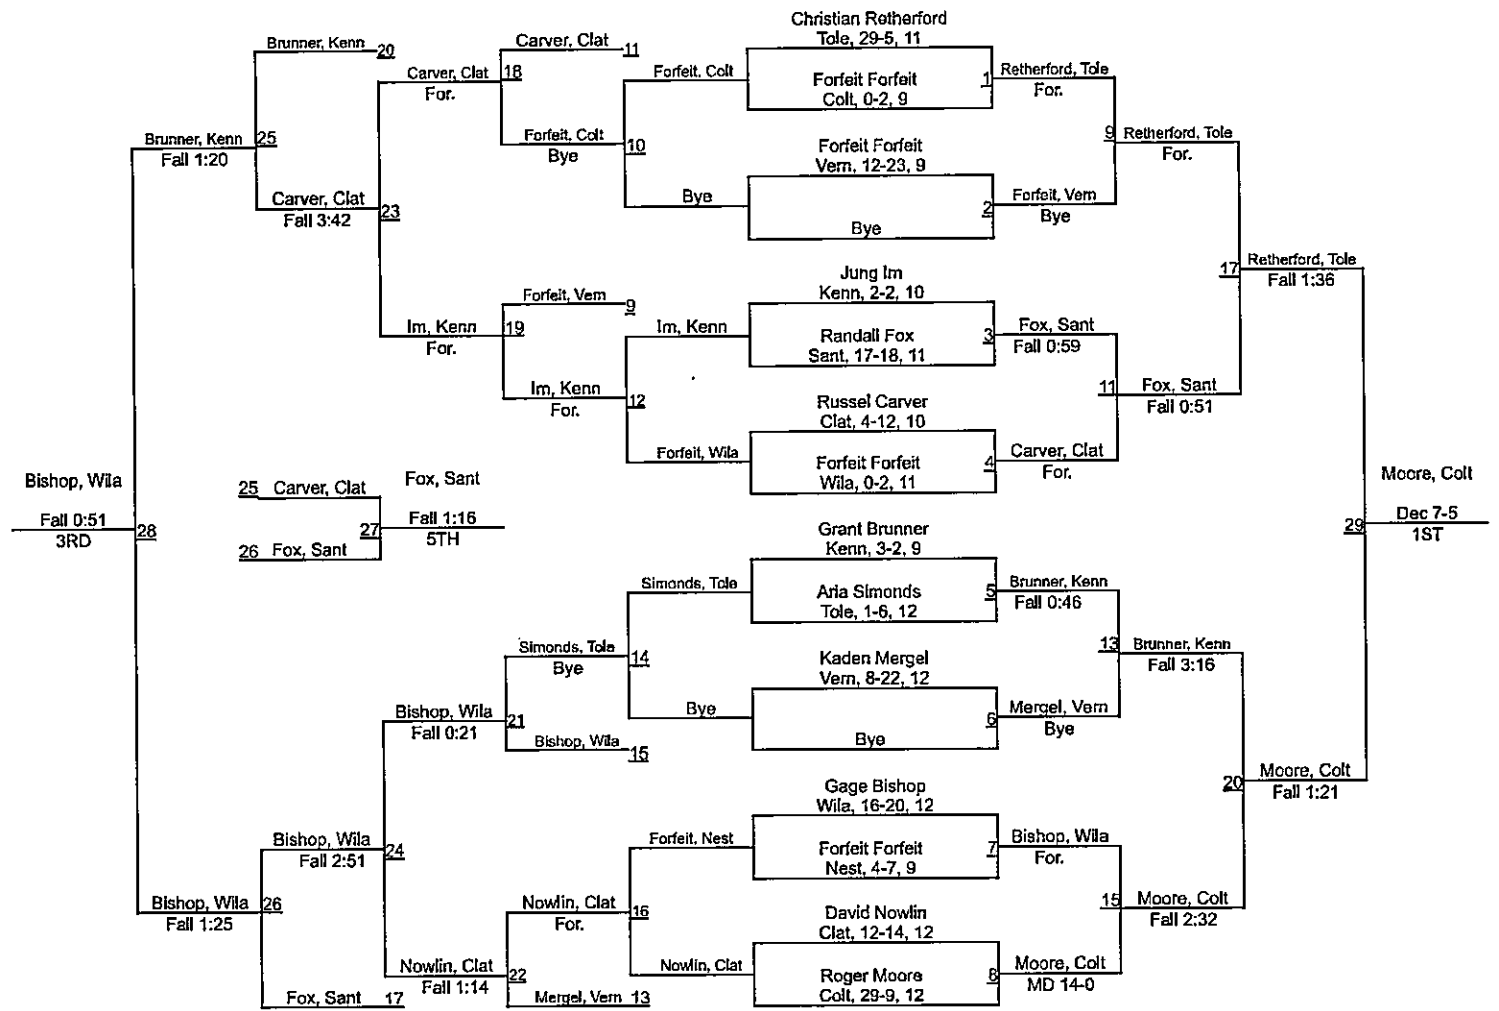 Christian Retherford
Tole, 29-5, 11
Forfeit Forfeit
Colt, 0-2, 9
1
Forfeit Forfeit
Vern, 12-23, 9
Bye
2
Jung Im
Kenn, 2-2, 10
Randall Fox
Sant, 17-18, 11
3
Russel Carver
Clat, 4-12, 10
Forfeit Forfeit
Wila, 0-2, 11
4
Grant Brunner
Kenn, 3-2, 9
Aria Simonds
Tole, 1-6, 12
5
Kaden Mergel
Vern, 8-22, 12
Bye
6
Gage Bishop
Wila, 16-20, 12
Forfeit Forfeit
Nest, 4-7, 9
7
David Nowlin
Clat, 12-14, 12
Roger Moore
Colt, 29-9, 12
8
Retherford, Tole
For.
9
Forfeit, Vern
Bye
Fox, Sant
Fall 0:59
11
Carver, Clat
For.
Brunner, Kenn
Fall 0:46
13
Mergel, Vern
Bye
Bishop, Wila
For.
15
Moore, Colt
MD 14-0
Retherford, Tole
For.
17
Fox, Sant
Fall 0:51
Brunner, Kenn
Fall 3:16
20
Moore, Colt
Fall 2:32
Retherford, Tole
Fall 1:36
29
Moore, Colt
Fall 1:21
Moore, Colt
Dec 7-5
1ST
Forfeit, Colt
10
Bye
Im, Kenn
12
Forfeit, Wila
Simonds, Tole
14
Bye
Forfeit, Nest
16
Nowlin, Clat
Carver, Clat 11
18
Forfeit, Colt
Bye
Forfeit, Vern 9
19
Im, Kenn
For.
Simonds, Tole
Bye
21
Bishop, Wila 15
Nowlin, Clat
For.
22
Mergel, Vern 13
Carver, Clat
For.
23
Im, Kenn
For.
Bishop, Wila
Fall 0:21
24
Nowlin, Clat
Fall 1:14
Brunner, Kenn 20
25
Carver, Clat
Fall 3:42
Bishop, Wila
Fall 2:51
26
Fox, Sant 17
Brunner, Kenn
Fall 1:20
28
Bishop, Wila
Fall 1:25
Bishop, Wila
Fall 0:51
3RD
25 Carver, Clat
27
26 Fox, Sant
Fox, Sant
Fall 1:16
5TH